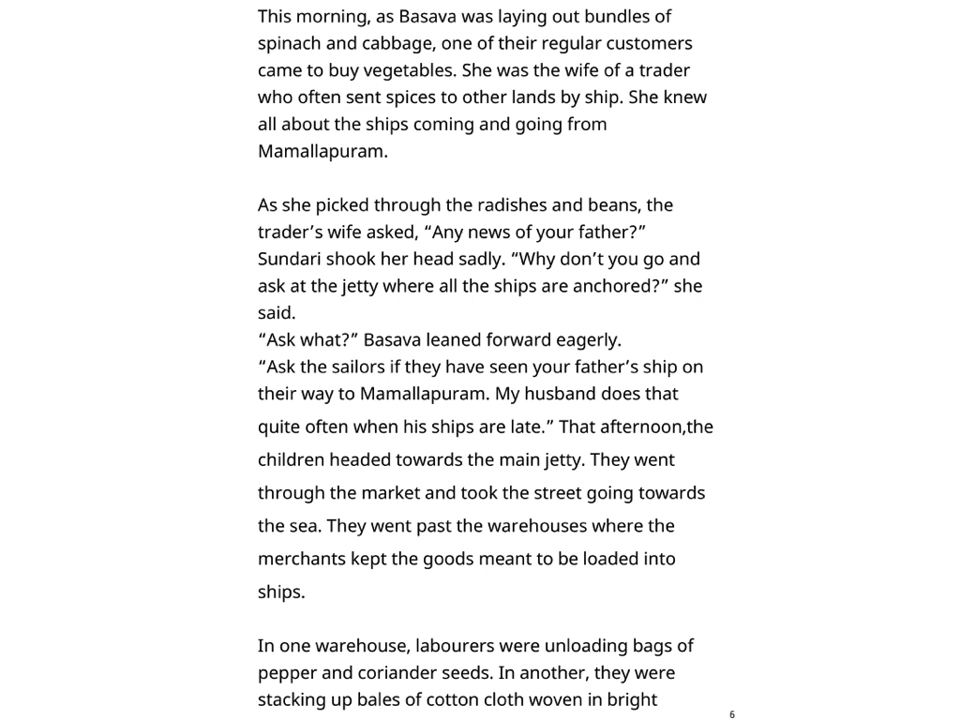 This morning, as Basava was laying out bundles of
spinach and cabbage, one of their regular customers
came to buy vegetables. She was the wife of a trader
who often sent spices to other lands by ship. She knew
all about the ships coming and going from
Mamallapuram.
As she picked through the radishes and beans, the
trader’s wife asked, “Any news of your father?”
Sundari shook her head sadly. “Why don’t you go and
ask at the jetty where all the ships are anchored?” she
said.
“Ask what?” Basava leaned forward eagerly.
“Ask the sailors if they have seen your father’s ship on
their way to Mamallapuram. My husband does that
quite often when his ships are late.” That afternoon,the
children headed towards the main jetty. They went
through the market and took the street going towards
the sea. They went past the warehouses where the
merchants kept the goods meant to be loaded into
ships.
In one warehouse, labourers were unloading bags of
pepper and coriander seeds. In another, they were
stacking up bales of cotton cloth woven in bright
6